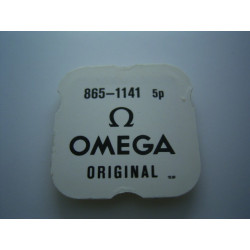 865-1141 5p
Ω
OMEGA
ORIGINAL